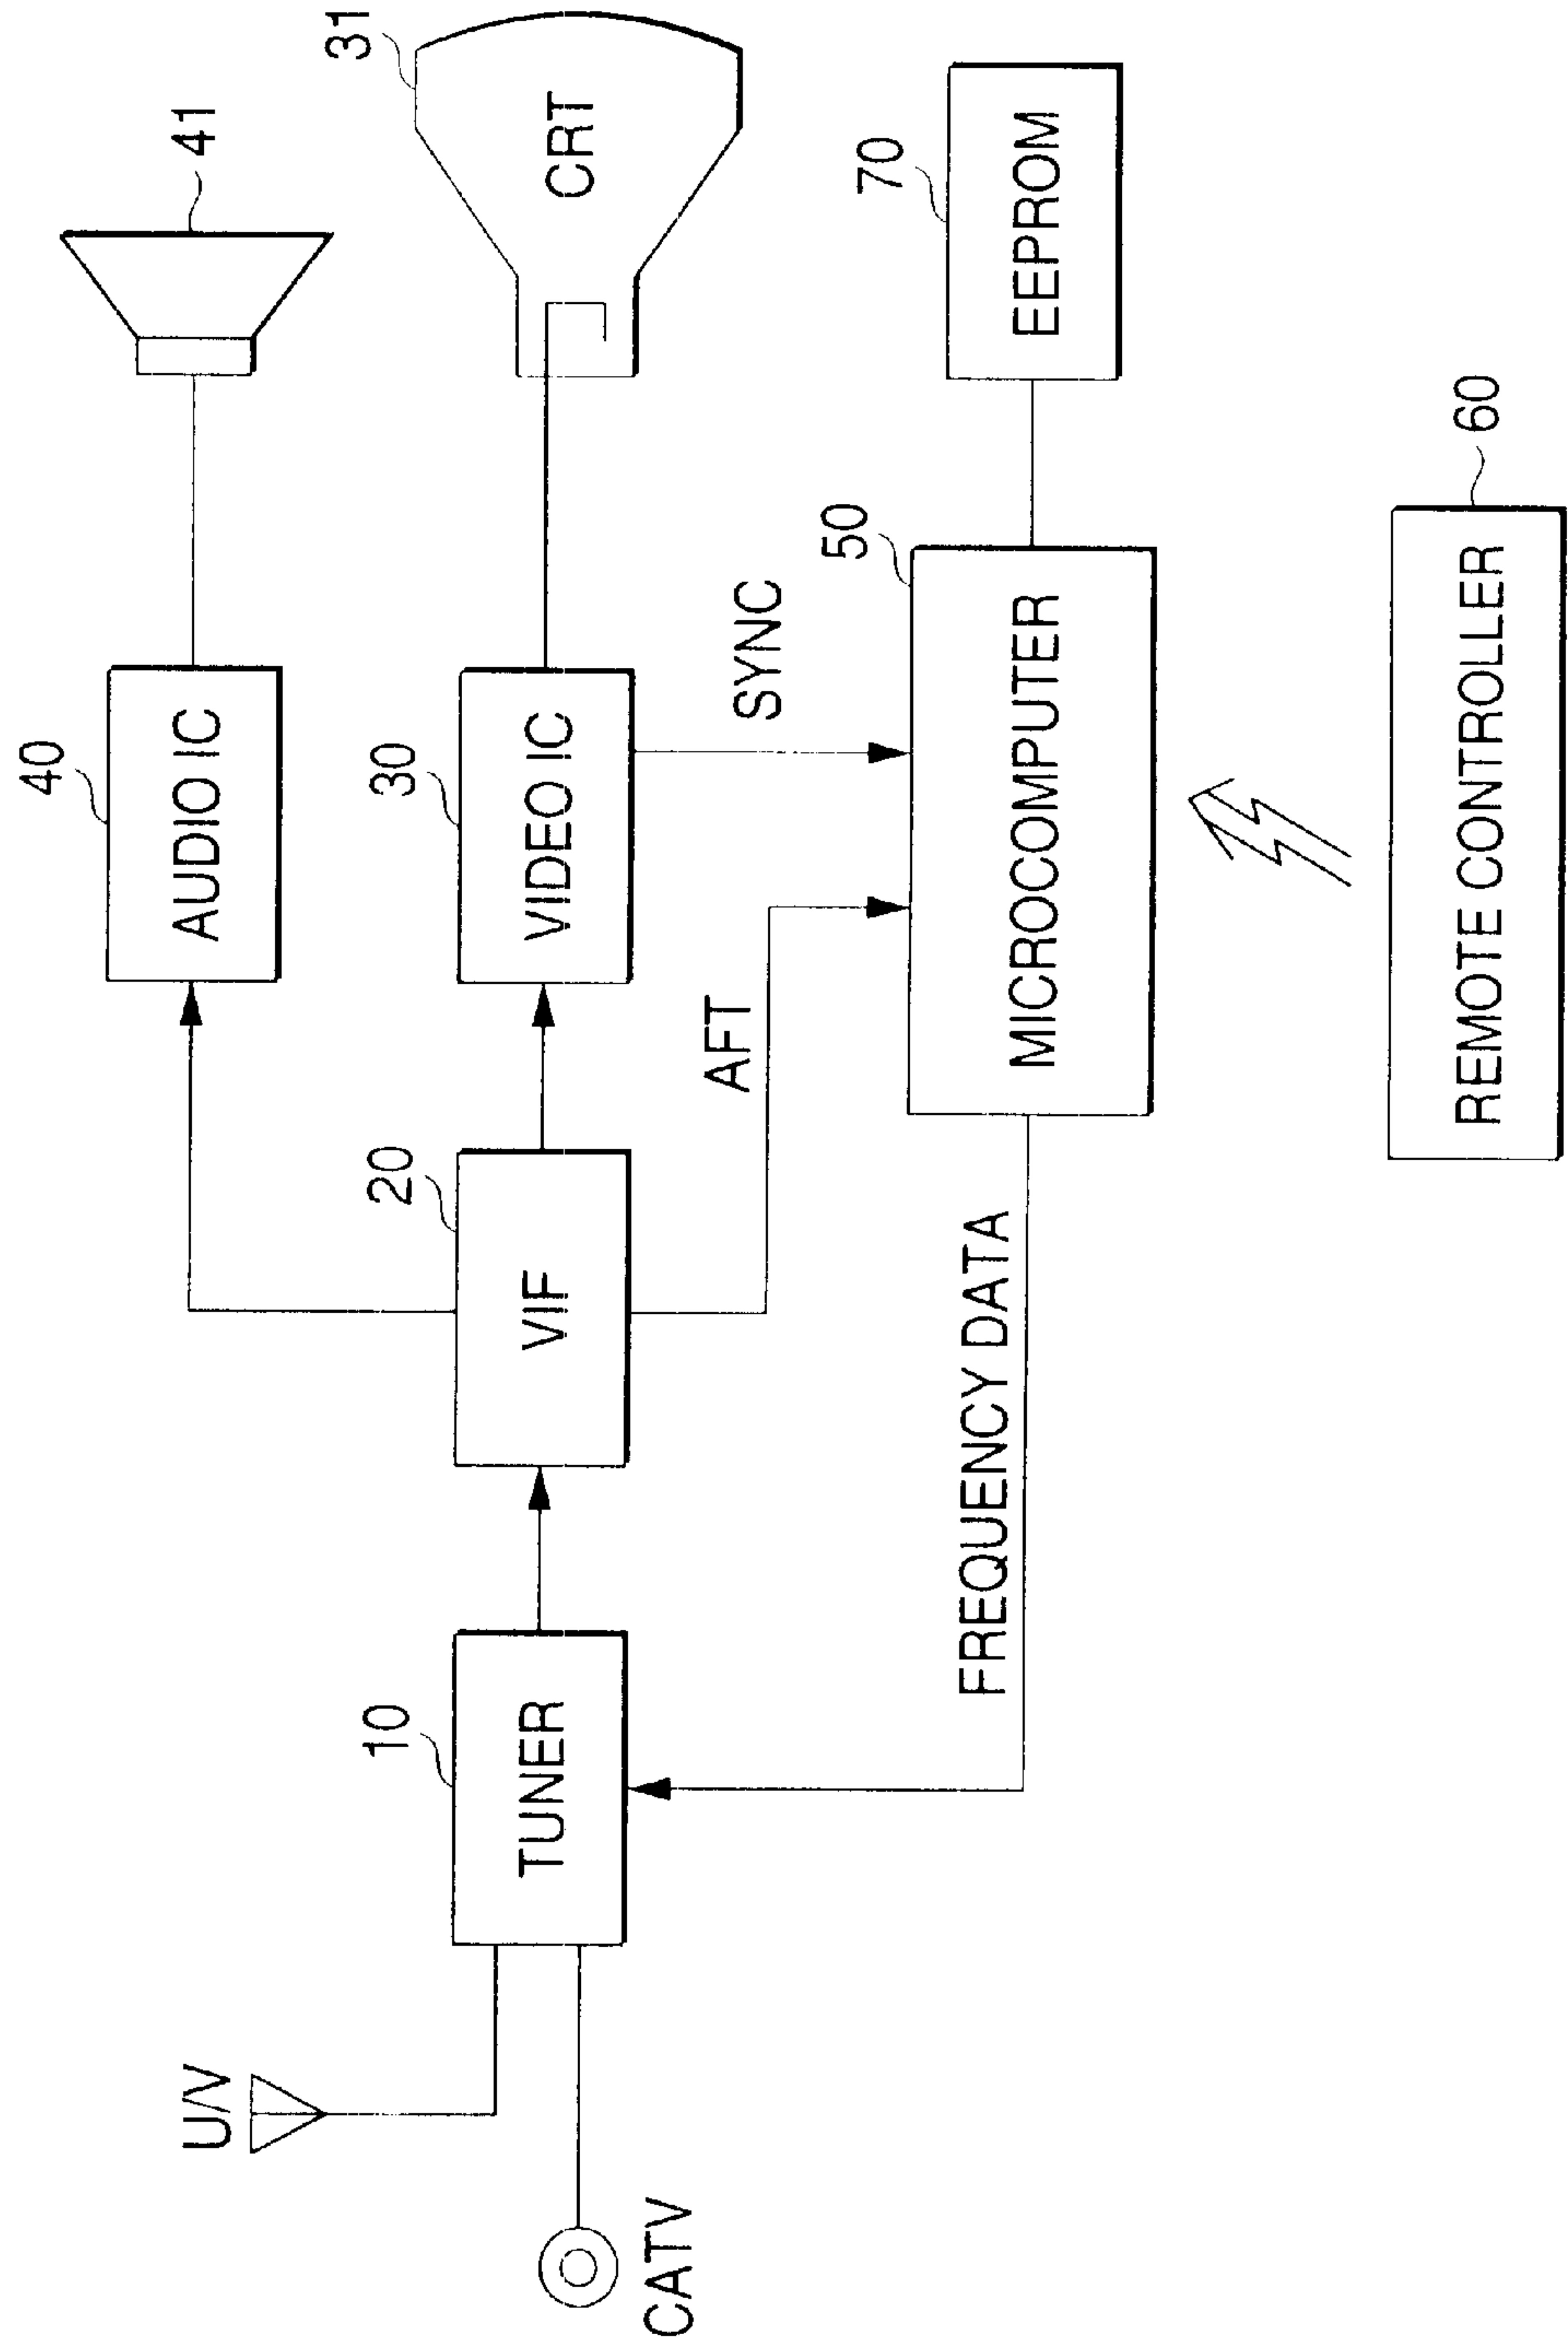 U/V
CATV
10
TUNER
20
VIF
40
AUDIO IC
41
30
VIDEO IC
31
CRT
AFT
SYNC
FREQUENCY DATA
50
MICROCOMPUTER
70
EEPROM
60
REMOTE CONTROLLER